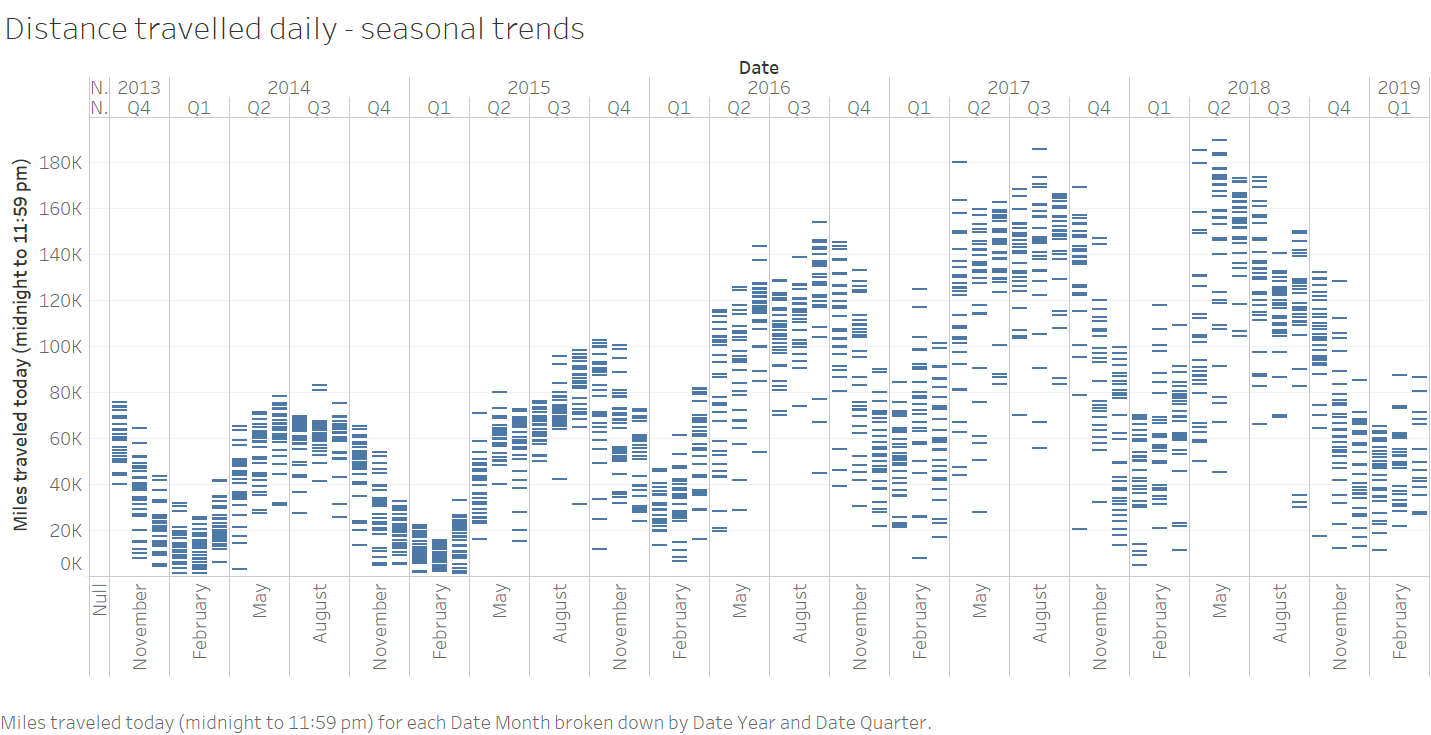 Distance travelled daily - seasonal trends
Date
N. 2013 2014 2015 2016 2017 2018 2019
N. Q4 Q1 Q2 Q3 Q4 Q1 Q2 Q3 Q4 Q1 Q2 Q3 Q4 Q1 Q2 Q3 Q4 Q1 Q2 Q3 Q4 Q1
Miles traveled today (midnight to 11:59 pm)
180K
160K
140K
120K
100K
80K
60K
40K
20K
0K
Null
November
February
May
August
November
February
May
August
November
February
May
August
November
February
May
August
November
February
May
August
November
February
Miles traveled today (midnight to 11:59 pm) for each Date Month broken down by Date Year and Date Quarter.